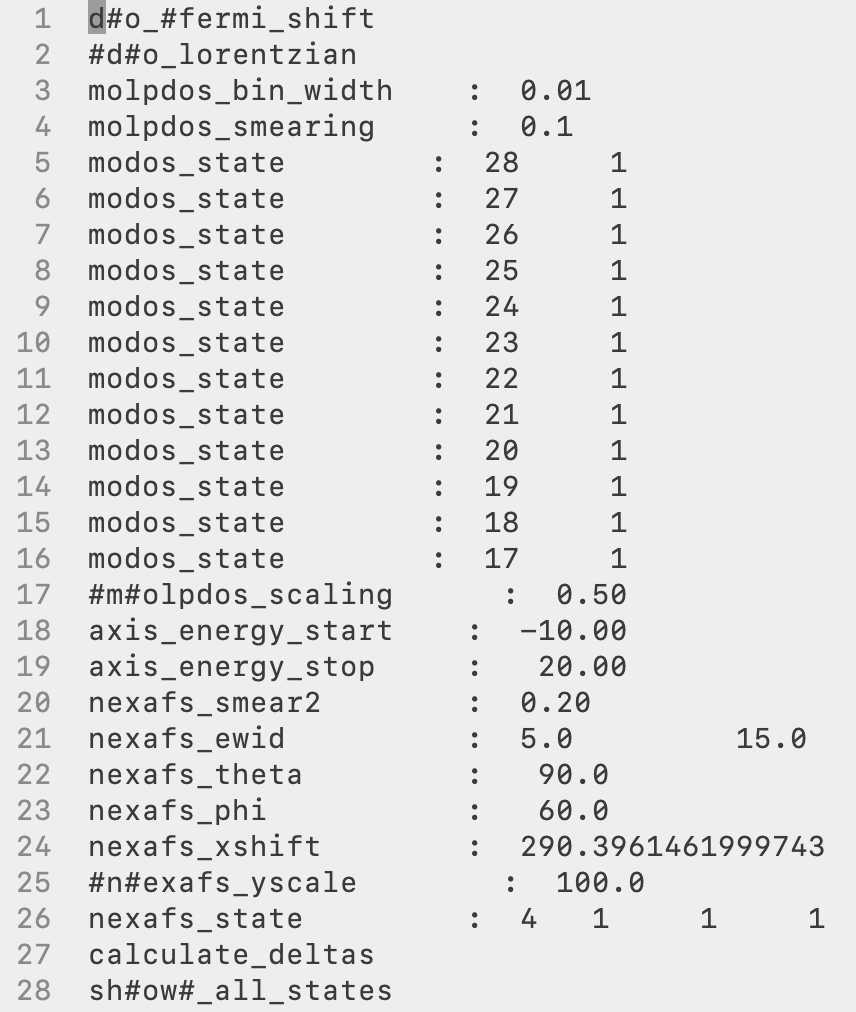 1 d#o_#fermi_shift
2 #d#o_lorentzian
3 molpdos_bin_width : 0.01
4 molpdos_smearing : 0.1
5 modos_state : 28 1
6 modos_state : 27 1
7 modos_state : 26 1
8 modos_state : 25 1
9 modos_state : 24 1
10 modos_state : 23 1
11 modos_state : 22 1
12 modos_state : 21 1
13 modos_state : 20 1
14 modos_state : 19 1
15 modos_state : 18 1
16 modos_state : 17 1
17 #m#olpdos_scaling : 0.50
18 axis_energy_start : -10.00
19 axis_energy_stop : 20.00
20 nexafs_smear2 : 0.20
21 nexafs_ewid : 5.0 15.0
22 nexafs_theta : 90.0
23 nexafs_phi : 60.0
24 nexafs_xshift : 290.3961461999743
25 #n#exafs_yscale : 100.0
26 nexafs_state : 4 1 1 1
27 calculate_deltas
28 sh#ow#_all_states